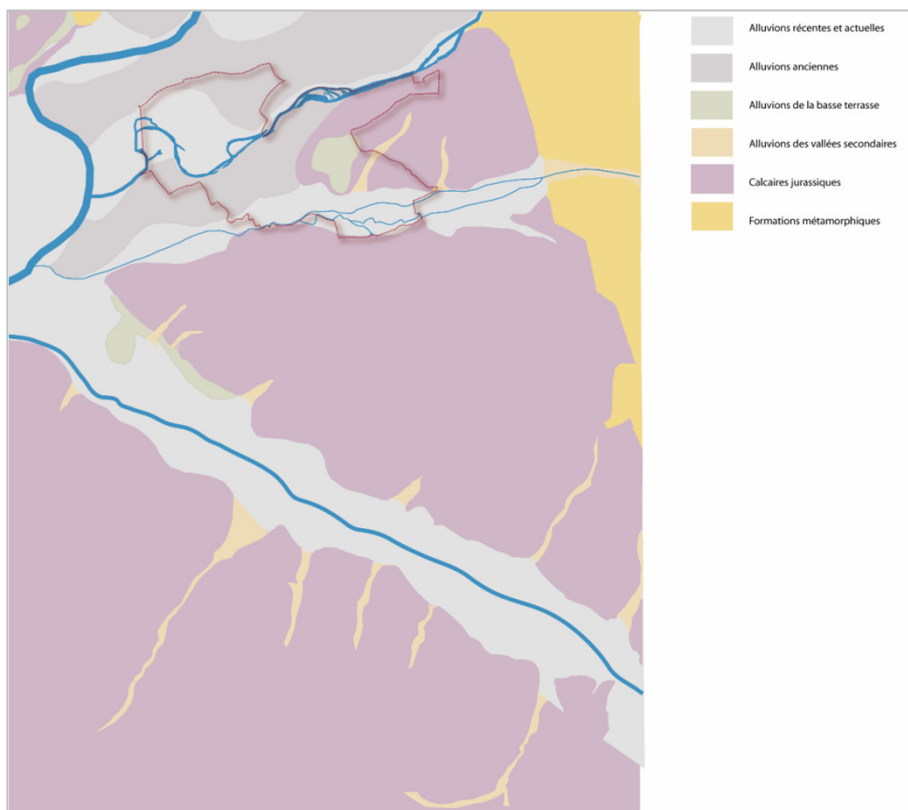 Alluvions récentes et actuelles
Alluvions anciennes
Alluvions de la basse terrasse
Alluvions des vallées secondaires
Calcaires jurassiques
Formations métamorphiques